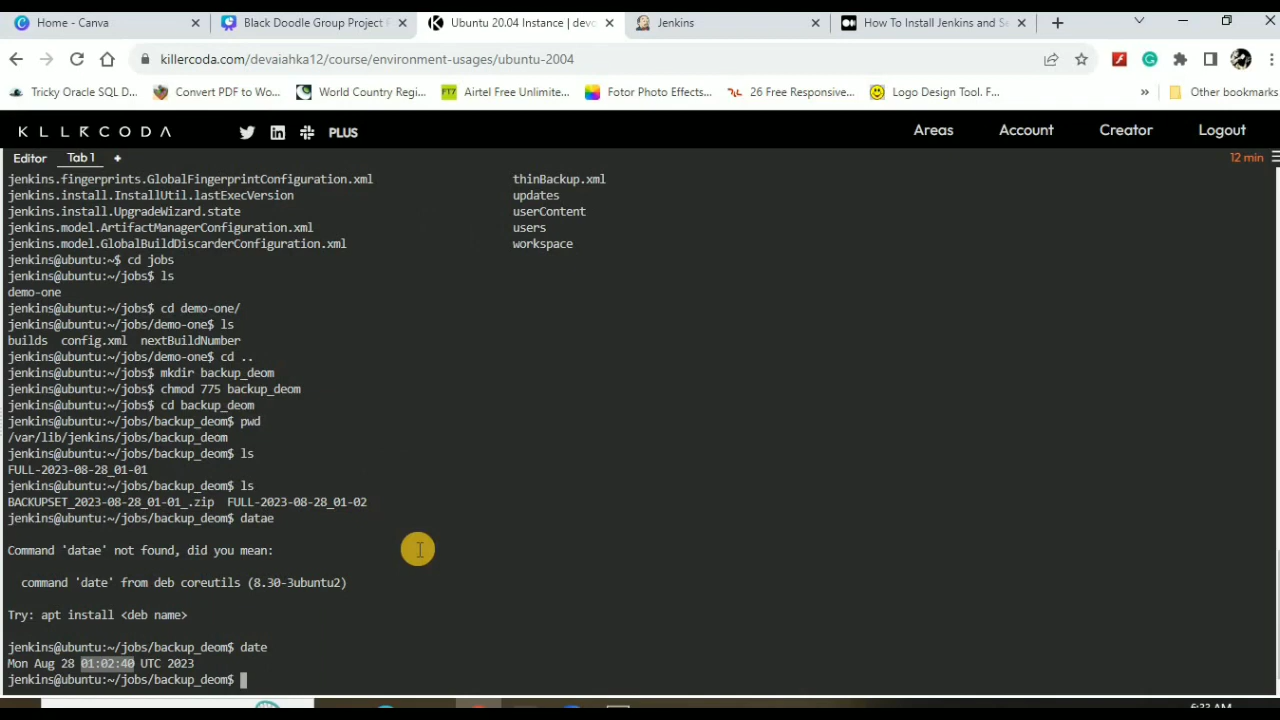 Home - Canva
Black Doodle Group Project F
Ubuntu 20.04 Instance | devo
Jenkins
How To Install Jenkins and Se
killercoda.com/devaiahka12/course/environment-usages/ubuntu-2004
Tricky Oracle SQL D...
Convert PDF to Wo...
World Country Regi...
FT7
Airtel Free Unlimite...
Fotor Photo Effects...
26 Free Responsive...
Logo Design Tool. F...
»
Other bookmarks
KILLERCODA
PLUS
Areas
Account
Creator
Logout
Editor
Tab 1
+
12 min
jenkins.fingerprints.GlobalFingerprintConfiguration.xml thinBackup.xml
jenkins.install.InstallUtil.lastExecVersion updates
jenkins.install.UpgradeWizard.state userContent
jenkins.model.ArtifactManagerConfiguration.xml users
jenkins.model.GlobalBuildDiscarderConfiguration.xml workspace
jenkins@ubuntu:~$ cd jobs
jenkins@ubuntu:~/jobs$ ls
demo-one
jenkins@ubuntu:~/jobs$ cd demo-one/
jenkins@ubuntu:~/jobs/demo-one$ ls
builds config.xml nextBuildNumber
jenkins@ubuntu:~/jobs/demo-one$ cd ..
jenkins@ubuntu:~/jobs$ mkdir backup_deom
jenkins@ubuntu:~/jobs$ chmod 775 backup_deom
jenkins@ubuntu:~/jobs$ cd backup_deom
jenkins@ubuntu:~/jobs/backup_deom$ pwd
/var/lib/jenkins/jobs/backup_deom
jenkins@ubuntu:~/jobs/backup_deom$ ls
FULL-2023-08-28_01-01
jenkins@ubuntu:~/jobs/backup_deom$ ls
BACKUPSET_2023-08-28_01-01_.zip FULL-2023-08-28_01-02
jenkins@ubuntu:~/jobs/backup_deom$ datae
Command 'datae' not found, did you mean:
command 'date' from deb coreutils (8.30-3ubuntu2)
Try: apt install <deb name>
jenkins@ubuntu:~/jobs/backup_deom$ date
Mon Aug 28 01:02:40 UTC 2023
jenkins@ubuntu:~/jobs/backup_deom$
6:33 AM